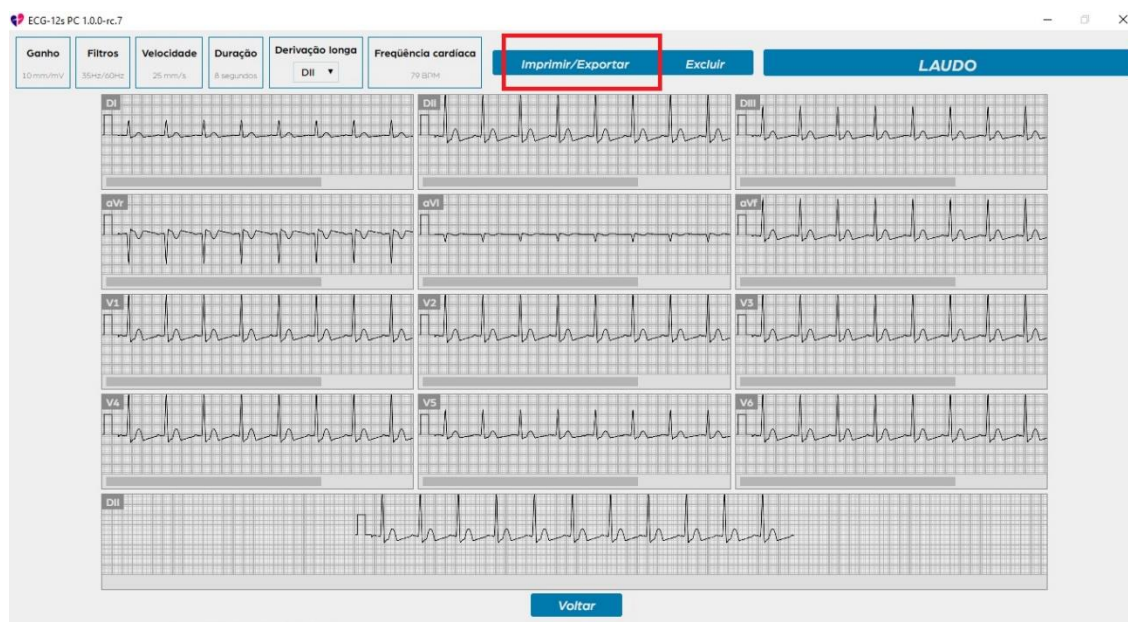 ECG-12s PC 1.0.0-rc.7
Ganho
10 mm/mV
Filtros
35Hz/60Hz
Velocidade
25 mm/s
Duração
8 segundos
Derivação longa
DII
Freqüência cardíaca
79 BPM
Imprimir/Exportar
Excluir
LAUDO
DI
DII
DIII
aVr
aVl
aVf
V1
V2
V3
V4
V5
V6
DII
Voltar